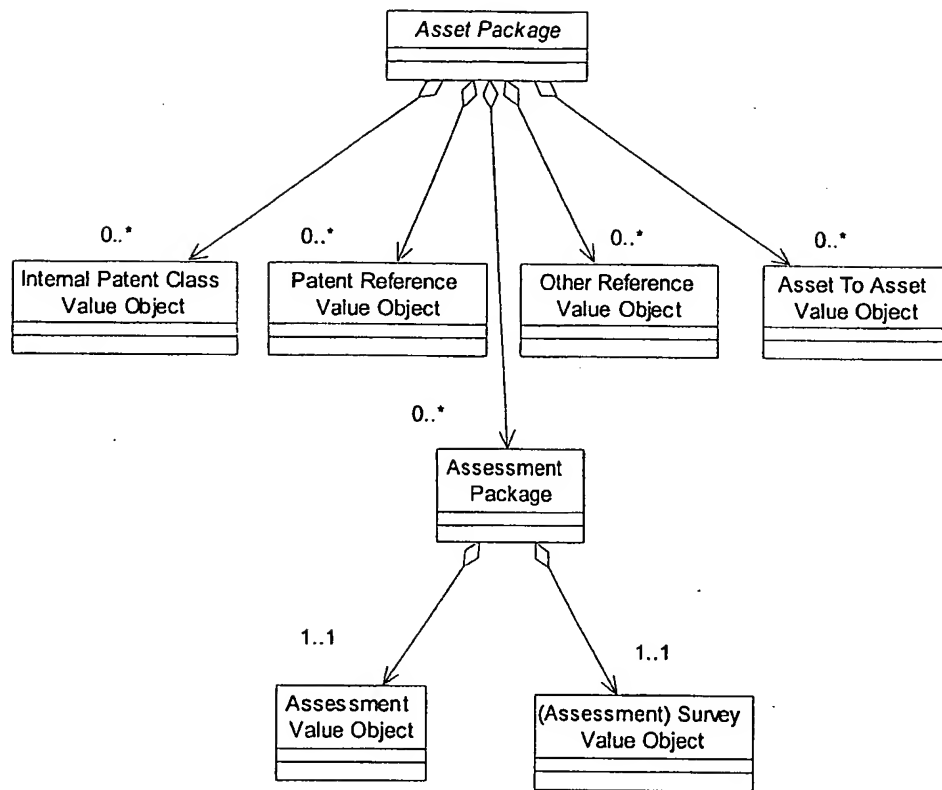 Asset Package
0..*
0..*
0..*
0..*
Internal Patent Class
Value Object
Patent Reference
Value Object
Other Reference
Value Object
Asset To Asset
Value Object
0..*
Assessment
Package
1..1
1..1
Assessment
Value Object
(Assessment) Survey
Value Object